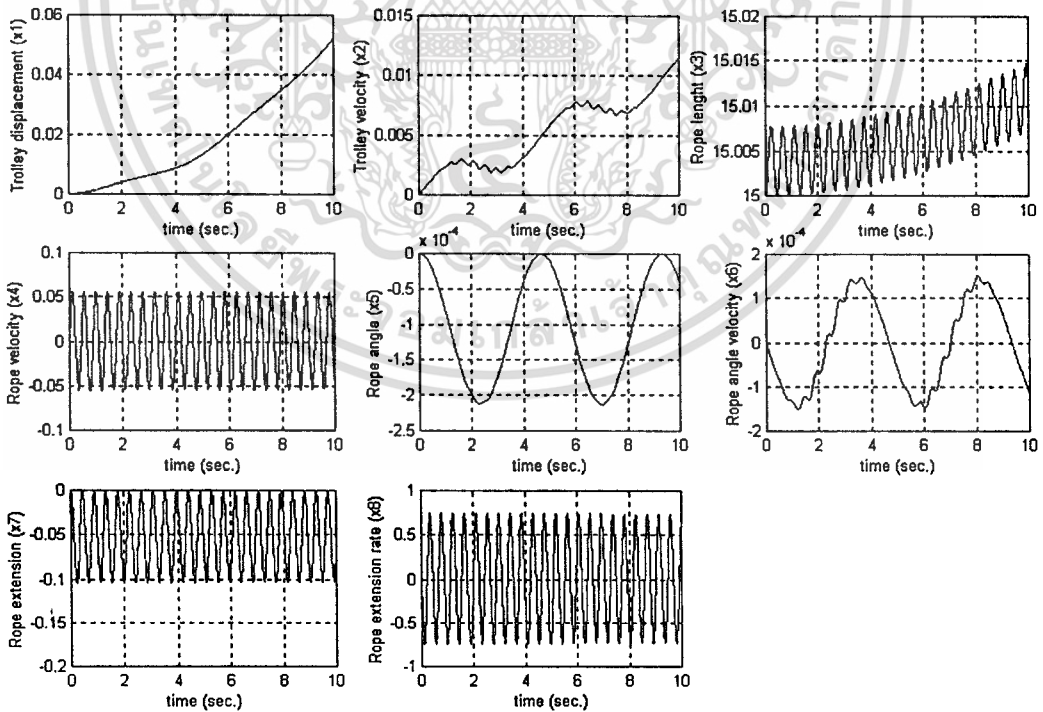 Trolley displacement (x1)
0.06
0.04
0.02
0
0 2 4 6 8 10
time (sec.)
Trolley velocity (x2)
0.015
0.01
0.005
0
0 2 4 6 8 10
time (sec.)
Rope lenght (x3)
15.02
15.015
15.01
15.005
15
0 2 4 6 8 10
time (sec.)
Rope velocity (x4)
0.1
0.05
0
-0.05
-0.1
0 2 4 6 8 10
time (sec.)
Rope angla (x5)
x 10-4
0
-0.5
-1
-1.5
-2
-2.5
0 2 4 6 8 10
time (sec.)
Rope angle velocity (x6)
x 10-4
2
1
0
-1
-2
0 2 4 6 8 10
time (sec.)
Rope extension (x7)
0
-0.05
-0.1
-0.15
-0.2
0 2 4 6 8 10
time (sec.)
Rope extension rate (x8)
1
0.5
0
-0.5
-1
0 2 4 6 8 10
time (sec.)